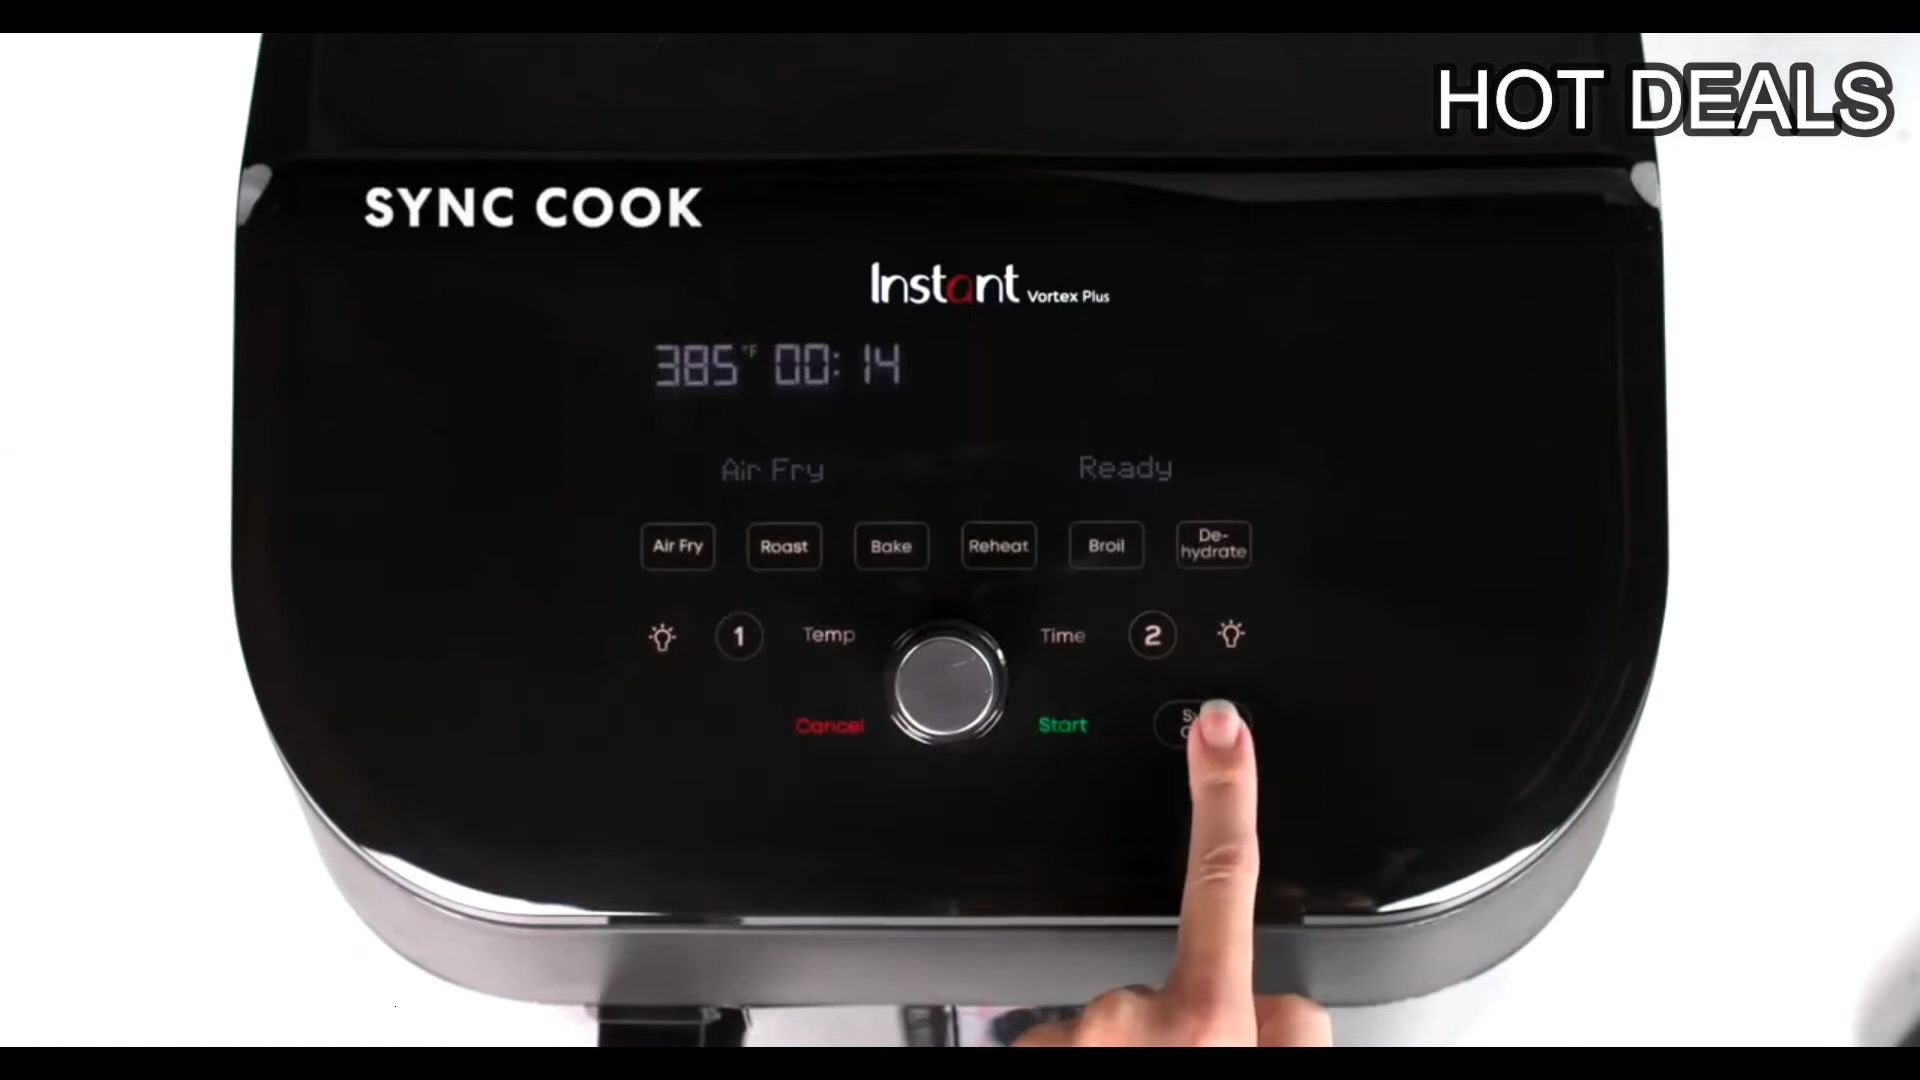 HOT DEALS
SYNC COOK
Instant Vortex Plus
385°F 00:14
Air Fry Ready
Air Fry Roast Bake Reheat Broil De-hydrate
1 Temp Time 2
Cancel Start